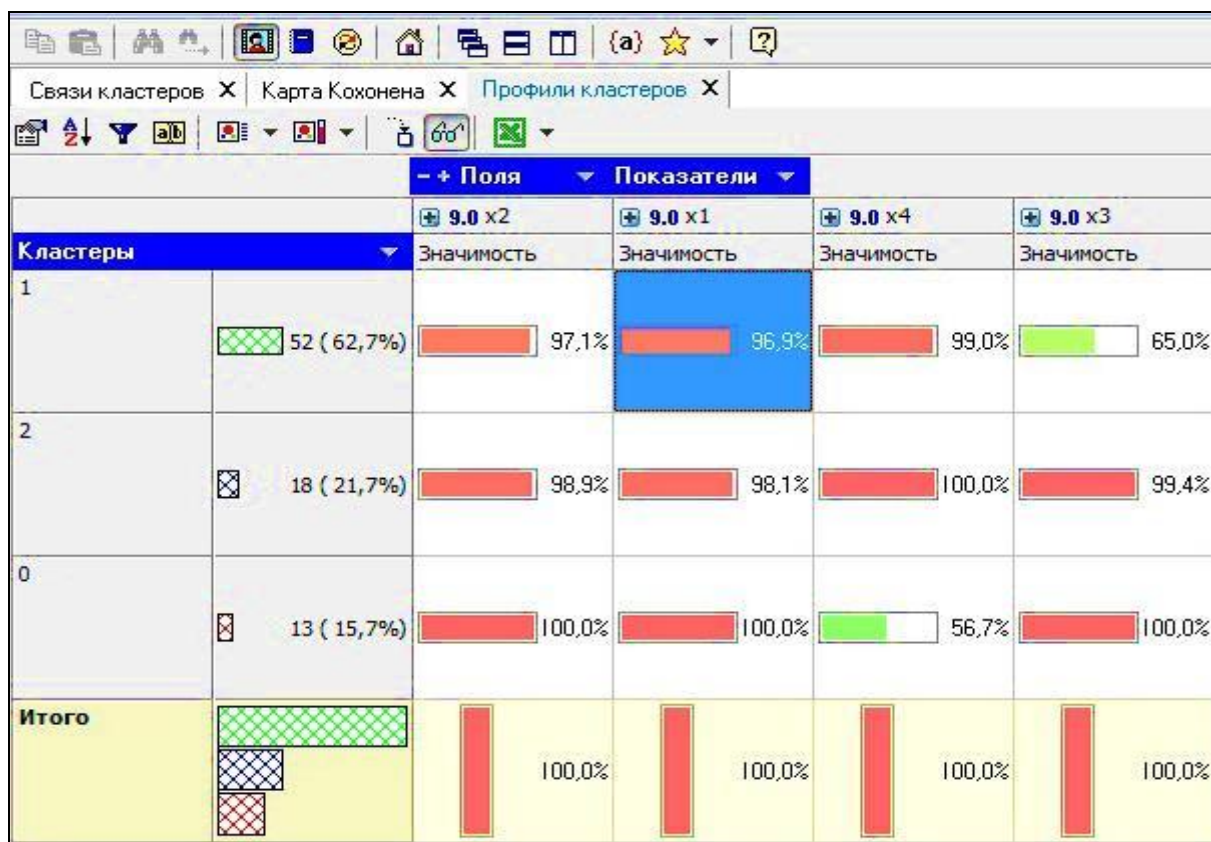 {a}
Связи кластеров X Карта Кохонена X Профили кластеров X
A Z ab
- + Поля Показатели
9.0 x2 9.0 x1 9.0 x4 9.0 x3
Кластеры Значимость Значимость Значимость Значимость
1
52 ( 62,7%) 97,1% 96,9% 99,0% 65,0%
2
18 ( 21,7%) 98,9% 98,1% 100,0% 99,4%
0
13 ( 15,7%) 100,0% 100,0% 56,7% 100,0%
Итого
100,0% 100,0% 100,0% 100,0%